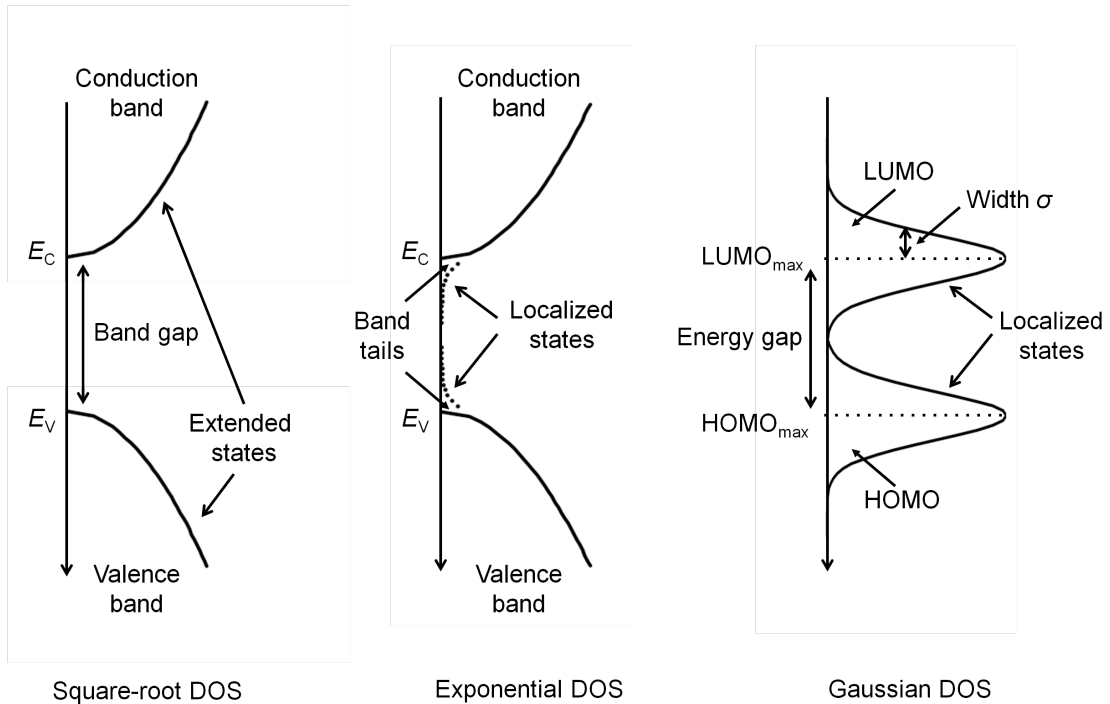 Conduction
band
E_C
Band gap
E_V
Extended
states
Valence
band
Square-root DOS
Conduction
band
E_C
Band
tails
Localized
states
E_V
Valence
band
Exponential DOS
LUMO
Width σ
LUMO_max
Energy gap
Localized
states
HOMO_max
HOMO
Gaussian DOS